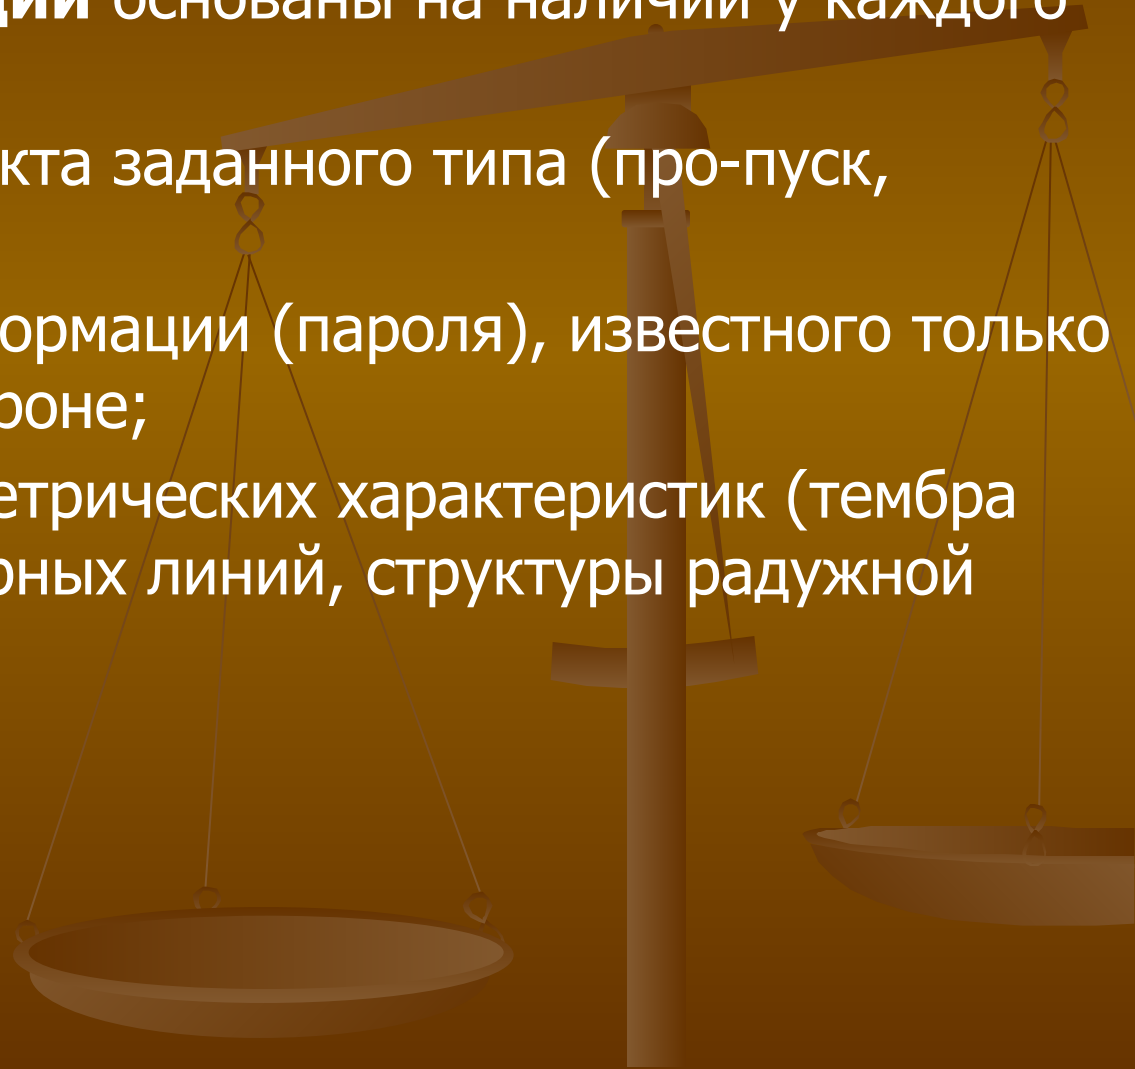 ции основаны на наличии у каждого
кта заданного типа (про-пуск,
ормации (пароля), известного только
роне;
етрических характеристик (тембра
рных линий, структуры радужной